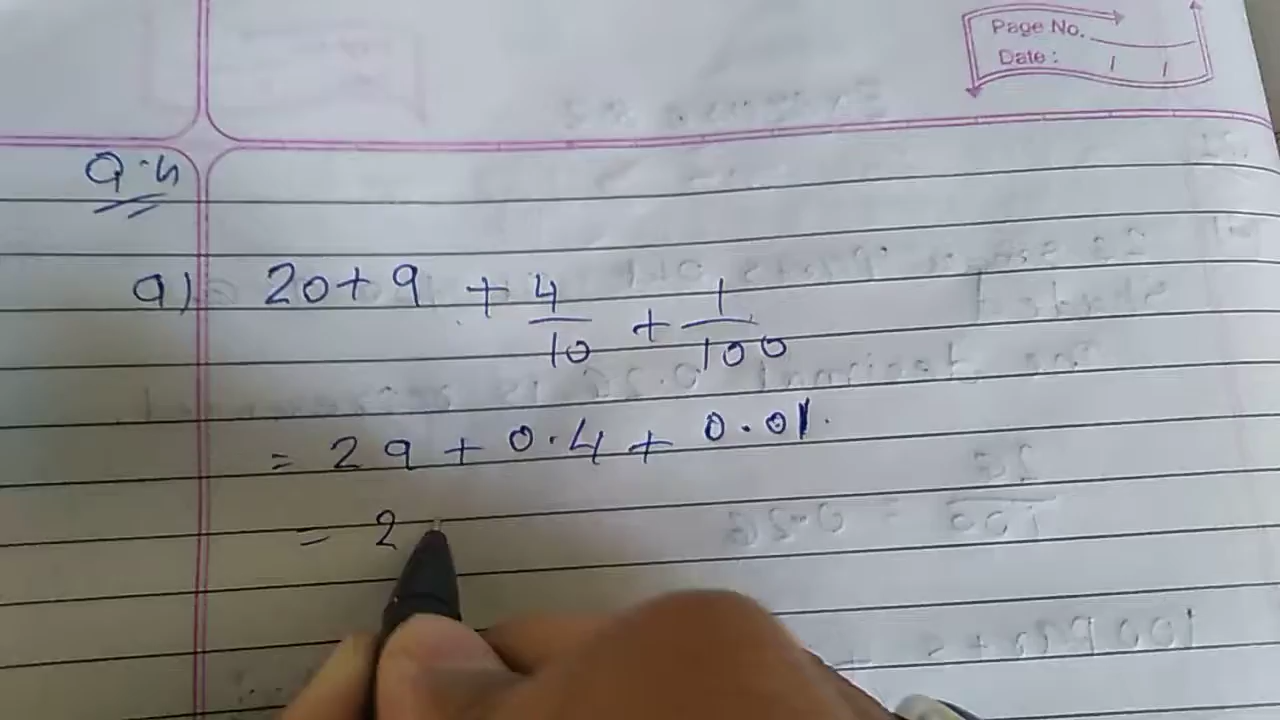 Page No.
Date : / /
Q.4
a) 20 + 9 + 4/10 + 1/100
= 29 + 0.4 + 0.01.
= 2